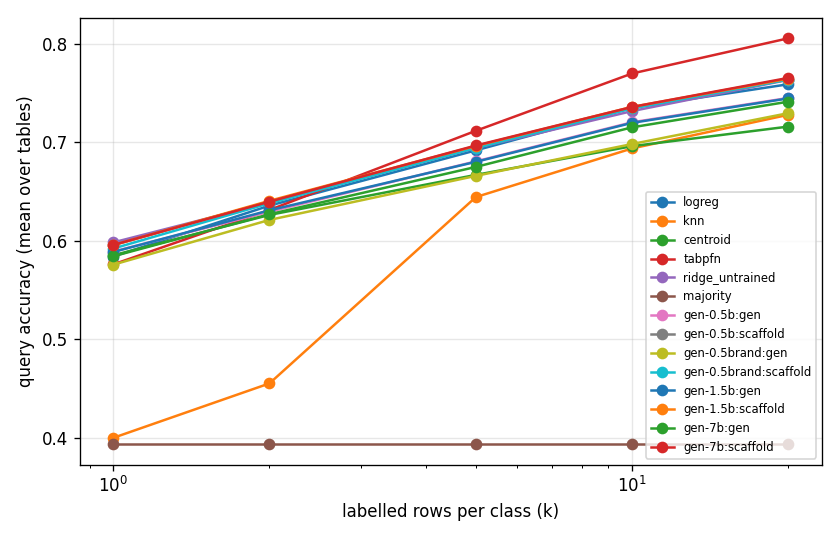 0.8
0.7
0.6
0.5
0.4
query accuracy (mean over tables)
10⁰
10¹
labelled rows per class (k)
logreg
knn
centroid
tabpfn
ridge_untrained
majority
gen-0.5b:gen
gen-0.5b:scaffold
gen-0.5brand:gen
gen-0.5brand:scaffold
gen-1.5b:gen
gen-1.5b:scaffold
gen-7b:gen
gen-7b:scaffold